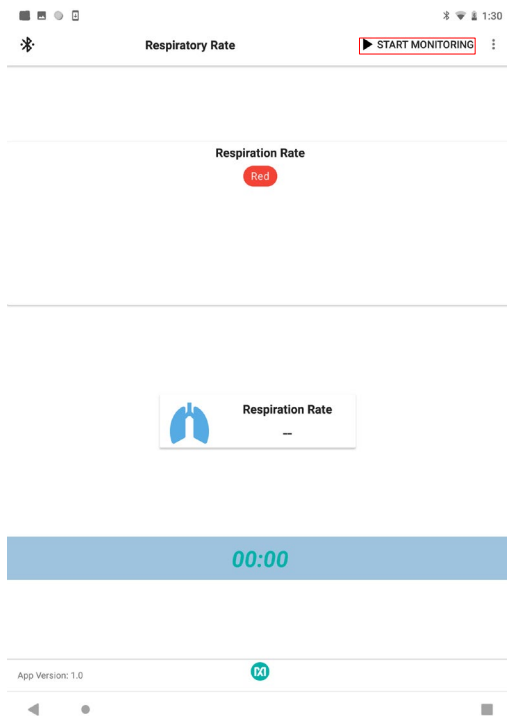 1:30
Respiratory Rate
START MONITORING
Respiration Rate
Red
Respiration Rate
--
00:00
App Version: 1.0